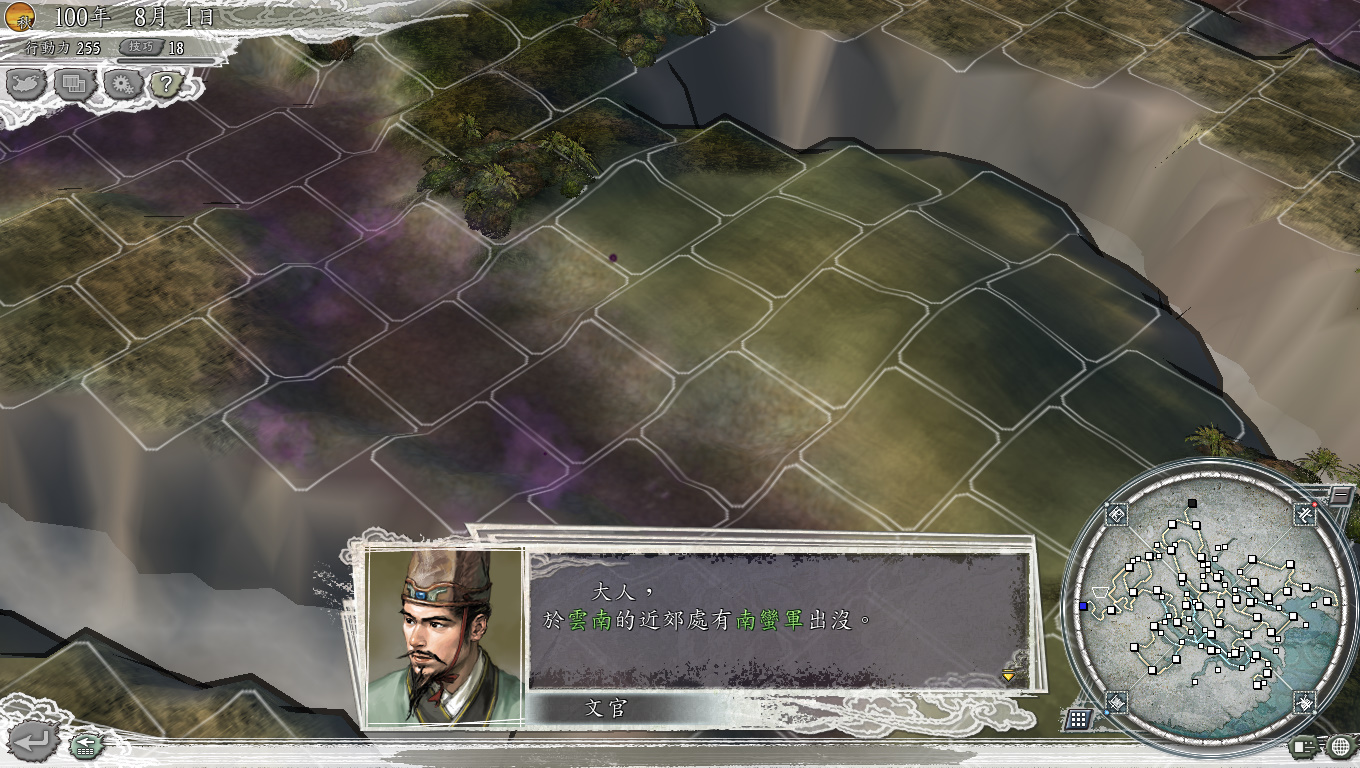 秋 100年 8月 1日
行動力 255 技巧 18
?
大人，
於雲南的近郊處有南蠻軍出沒。
文官